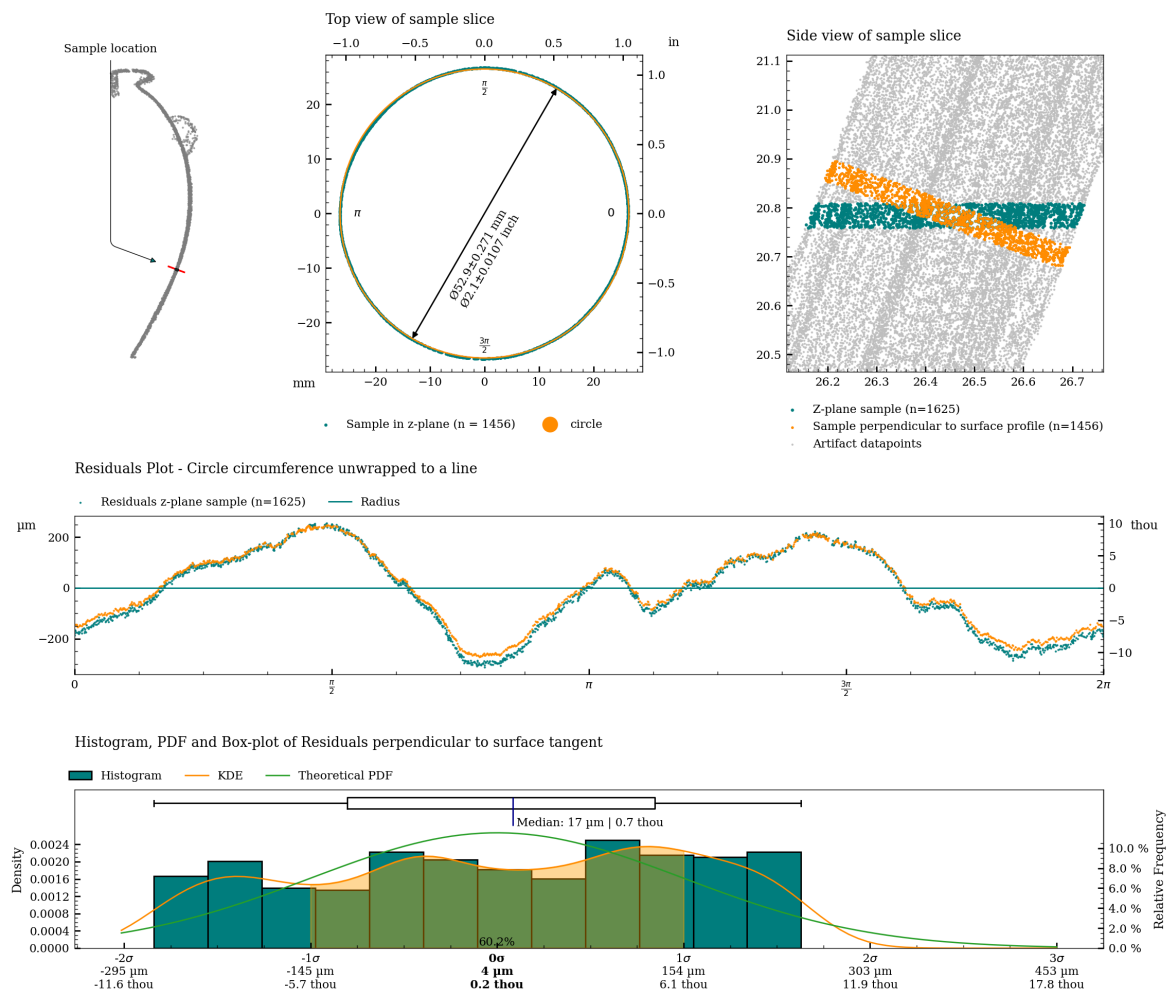 Sample location
Top view of sample slice
−1.0 −0.5 0.0 0.5 1.0 in
π/2
20
10
0
−10
−20
mm
π
0
3π/2
Ø52.9±0.271 mm
Ø2.1±0.0107 inch
1.0
0.5
0.0
−0.5
−1.0
−20 −10 0 10 20
Sample in z-plane (n = 1456) circle
Side view of sample slice
21.1
21.0
20.9
20.8
20.7
20.6
20.5
26.2 26.3 26.4 26.5 26.6 26.7
Z-plane sample (n=1625)
Sample perpendicular to surface profile (n=1456)
Artifact datapoints
Residuals Plot - Circle circumference unwrapped to a line
Residuals z-plane sample (n=1625) Radius
µm
200
0
−200
10 thou
5
0
−5
−10
0 π/2 π 3π/2 2π
Histogram, PDF and Box-plot of Residuals perpendicular to surface tangent
Histogram KDE Theoretical PDF
Median: 17 µm | 0.7 thou
Density
0.0024
0.0020
0.0016
0.0012
0.0008
0.0004
0.0000
60.2%
Relative Frequency
10.0 %
8.0 %
6.0 %
4.0 %
2.0 %
0.0 %
-2σ -1σ 0σ 1σ 2σ 3σ
-295 µm -145 µm 4 µm 154 µm 303 µm 453 µm
-11.6 thou -5.7 thou 0.2 thou 6.1 thou 11.9 thou 17.8 thou